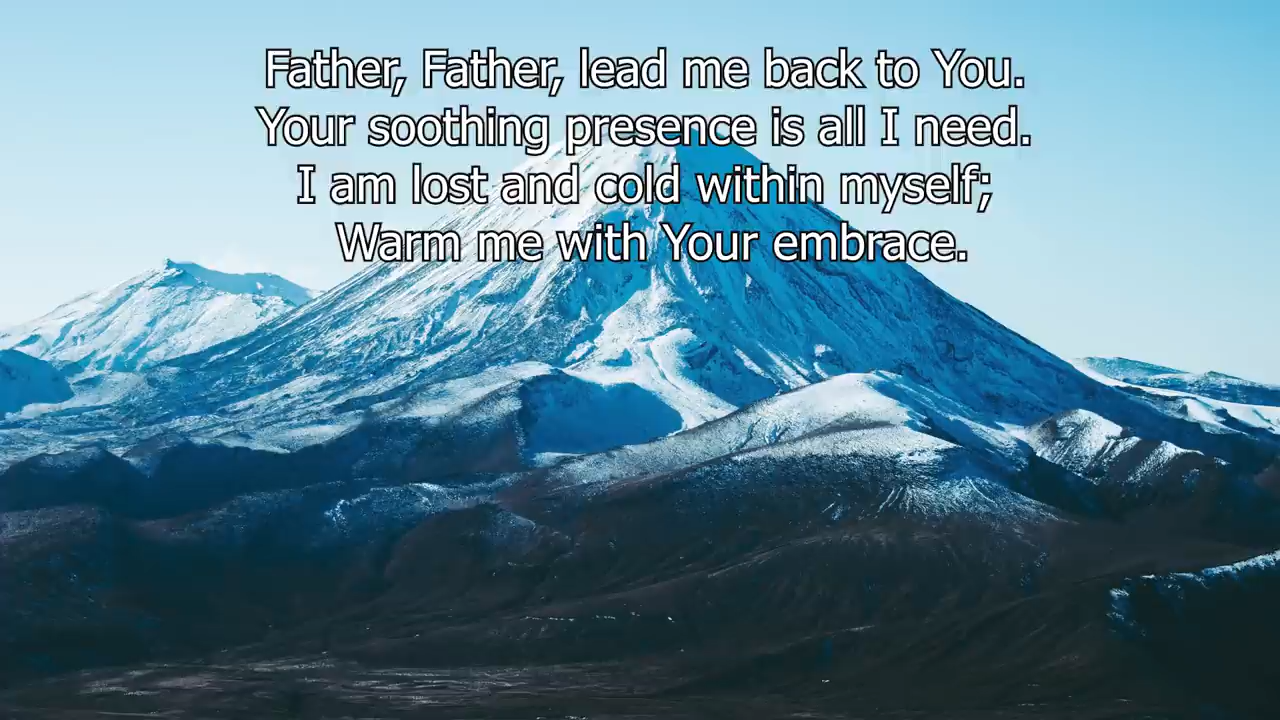 Father, Father, lead me back to You.
Your soothing presence is all I need.
I am lost and cold within myself;
Warm me with Your embrace.